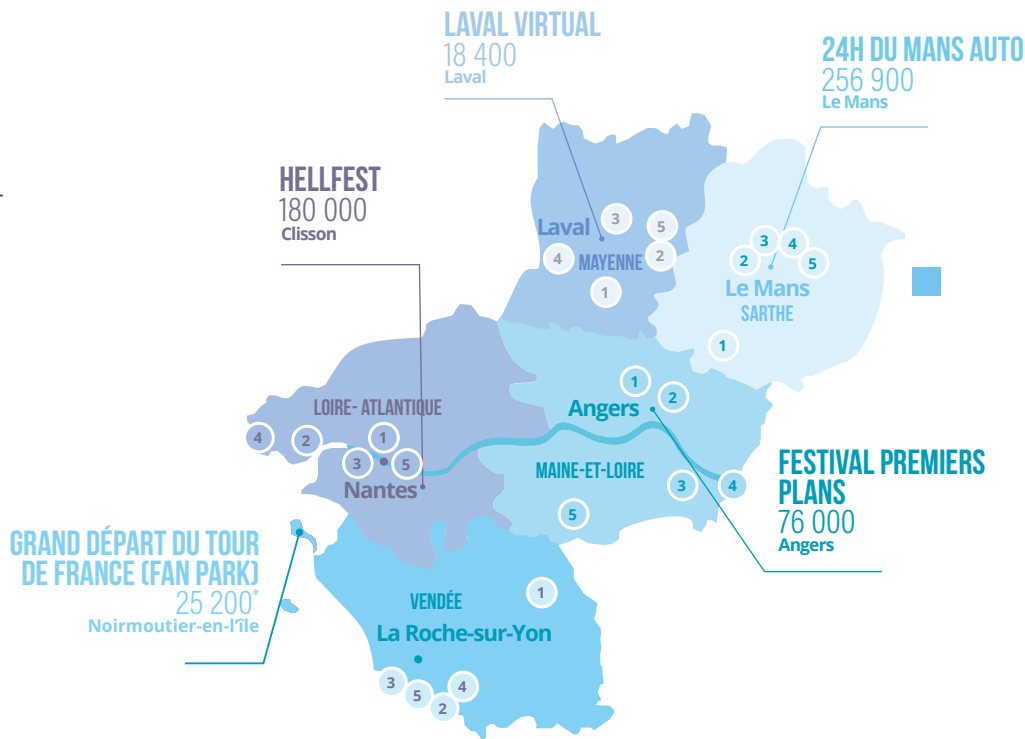 LAVAL VIRTUAL
18 400
Laval
24H DU MANS AUTO
256 900
Le Mans
HELLFEST
180 000
Clisson
Laval
3
5
4
MAYENNE
2
1
3
4
2
5
Le Mans
SARTHE
1
1
2
Angers
LOIRE- ATLANTIQUE
4
2
1
3
5
Nantes
MAINE-ET-LOIRE
3
4
5
FESTIVAL PREMIERS
PLANS
76 000
Angers
GRAND DÉPART DU TOUR
DE FRANCE (FAN PARK)
25 200*
Noirmoutier-en-l'île
1
VENDÉE
La Roche-sur-Yon
3
5
2
4